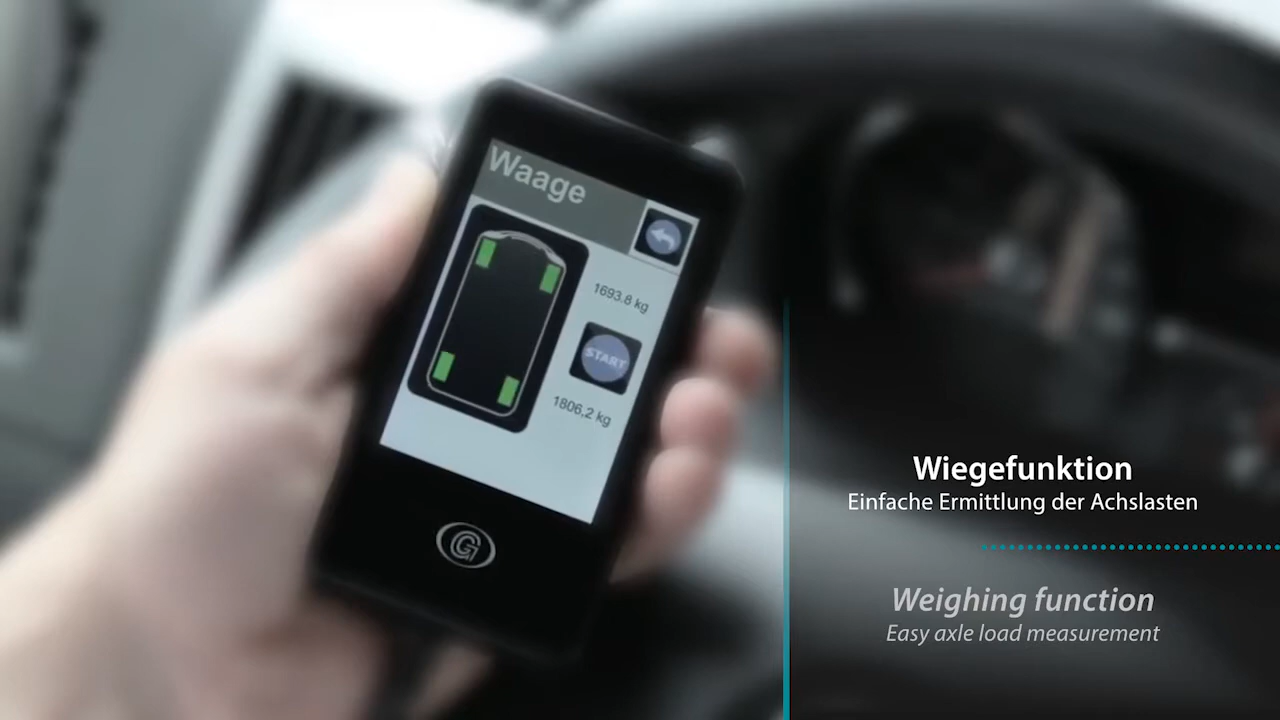 Waage
1693.8 kg
START
1806,2 kg
G
Wiegefunktion
Einfache Ermittlung der Achslasten
Weighing function
Easy axle load measurement